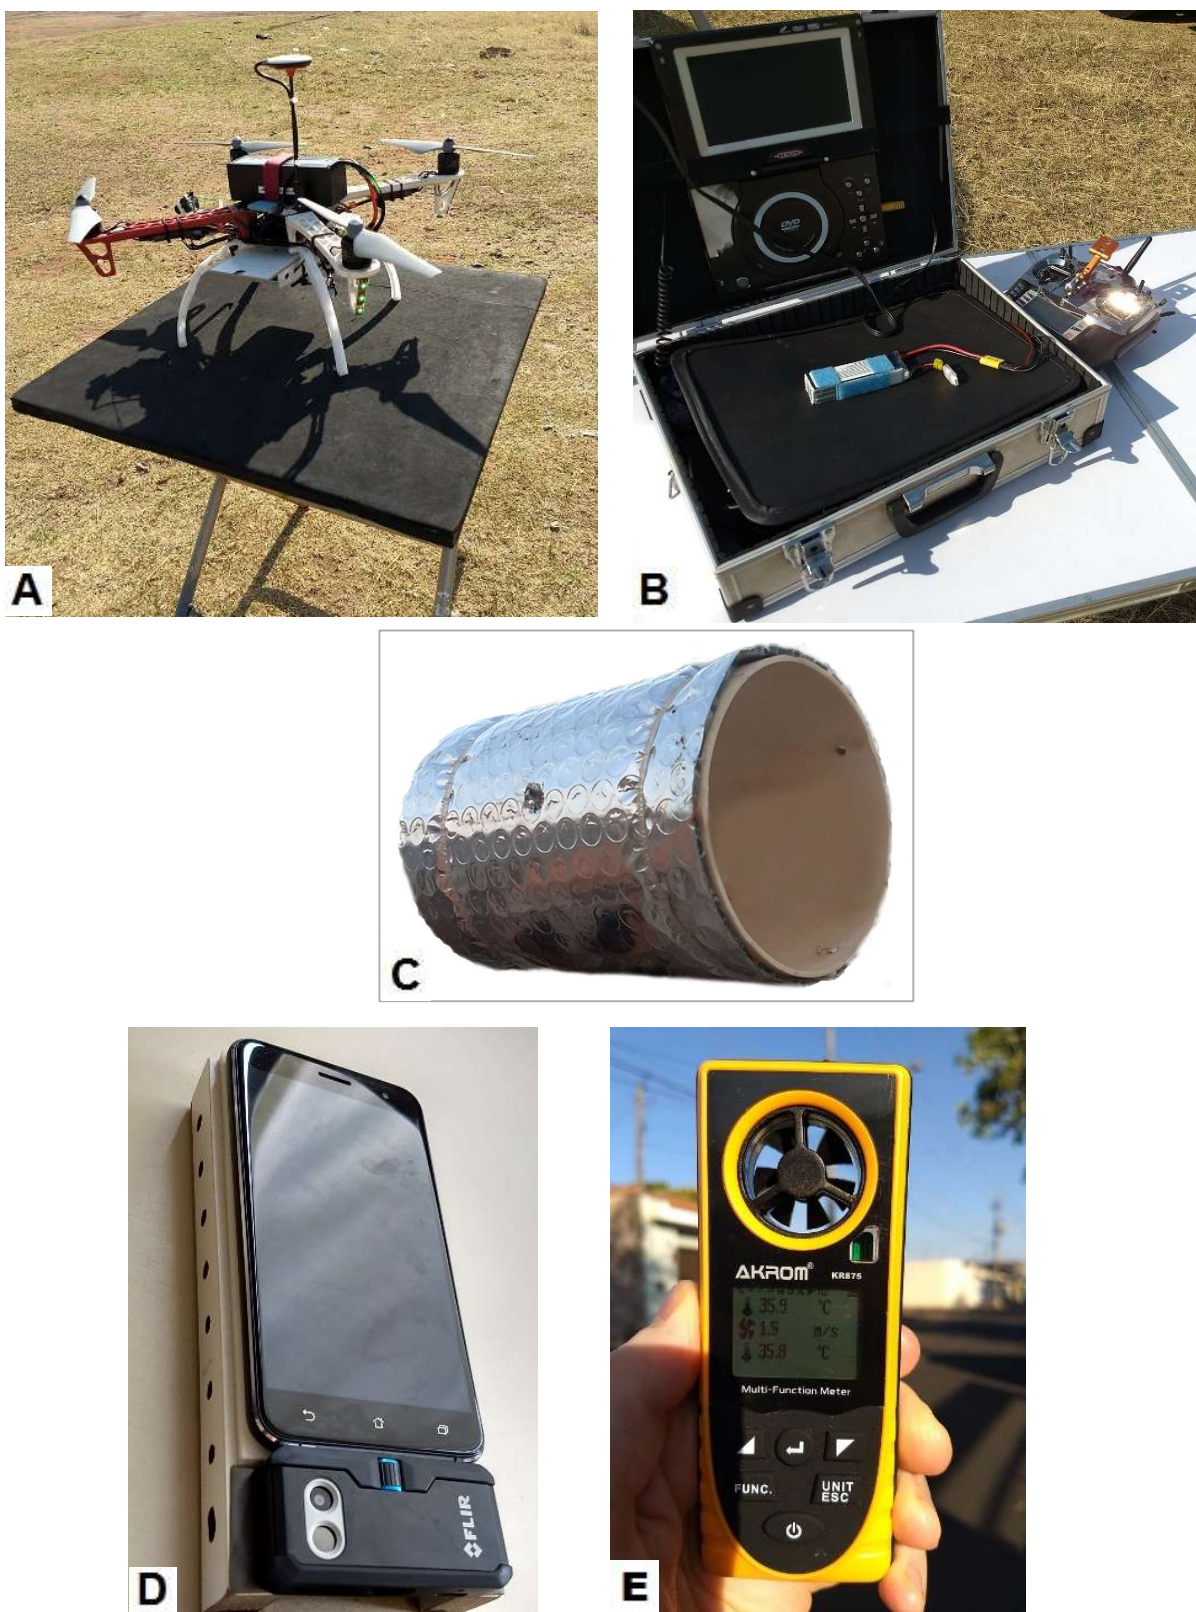 A
DVD
B
C
FLIR
D
AKROM®
KR875
35.9 °C
1.5 m/s
35.8 °C
Multi-Function Meter
FUNC.
UNIT
ESC
E